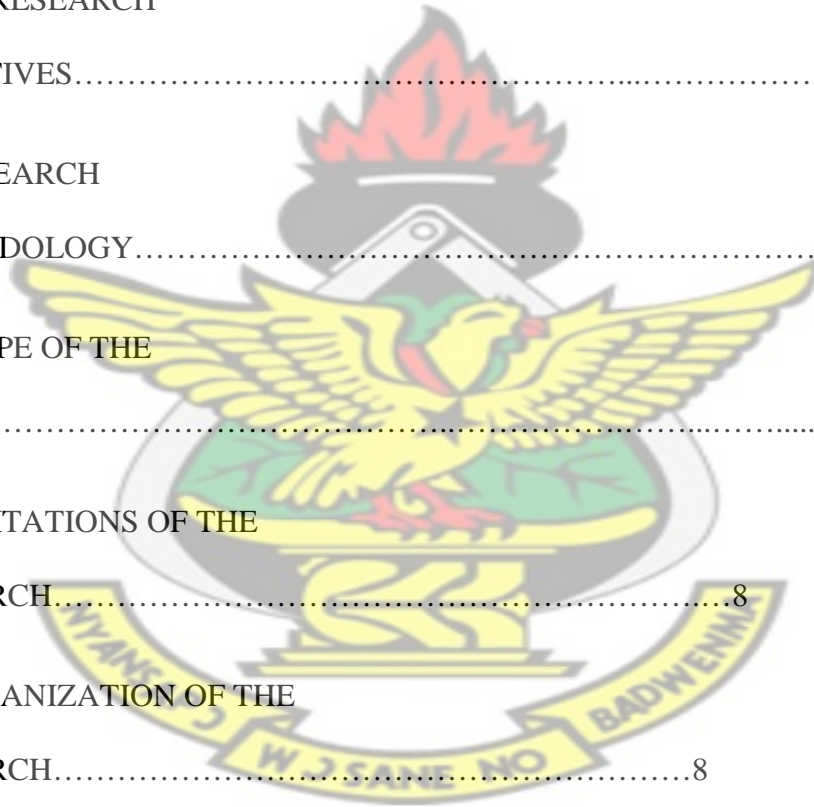 RESEARCH
TIVES……………………………………………...………………
EARCH
DOLOGY…………………………………………………………
PE OF THE
……………………………………..……………..……..……….....
ITATIONS OF THE
RCH……………………………………………………….…8
ANIZATION OF THE
RCH……………………………………………………8
WƆSANE NO BADWENMA